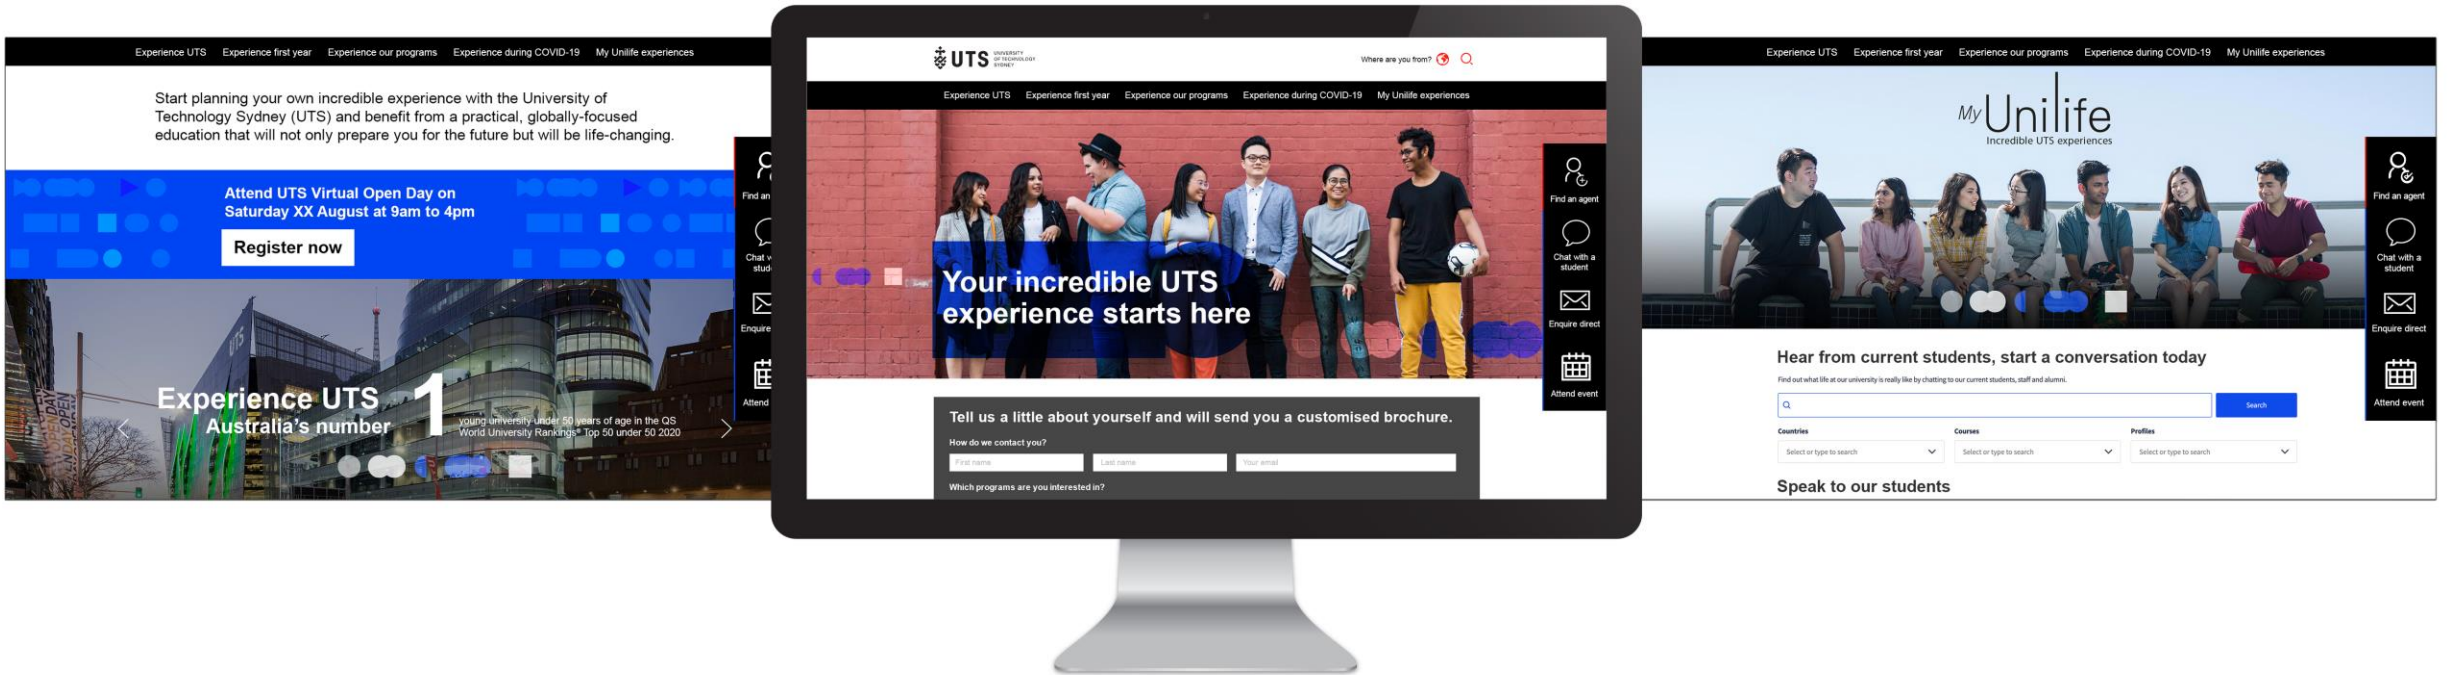 Experience UTS Experience first year Experience our programs Experience during COVID-19 My Unilife experiences
Start planning your own incredible experience with the University of
Technology Sydney (UTS) and benefit from a practical, globally-focused
education that will not only prepare you for the future but will be life-changing.
Attend UTS Virtual Open Day on
Saturday XX August at 9am to 4pm
Register now
Find an
Chat w
stud
Enquire
Attend
UTS
Experience UTS
Australia's number
1
young university under 50 years of age in the QS
World University Rankings® Top 50 under 50 2020
UTS
UNIVERSITY
OF TECHNOLOGY
SYDNEY
Where are you from?
Experience UTS Experience first year Experience our programs Experience during COVID-19 My Unilife experiences
Your incredible UTS
experience starts here
Find an agent
Chat with a
student
Enquire direct
Attend event
Tell us a little about yourself and will send you a customised brochure.
How do we contact you?
First name Last name Your email
Which programs are you interested in?
Experience UTS Experience first year Experience our programs Experience during COVID-19 My Unilife experiences
My Unilife
Incredible UTS experiences
Find an agent
Chat with a
student
Enquire direct
Attend event
Hear from current students, start a conversation today
Find out what life at our university is really like by chatting to our current students, staff and alumni.
Search
Countries Courses Profiles
Select or type to search Select or type to search Select or type to search
Speak to our students